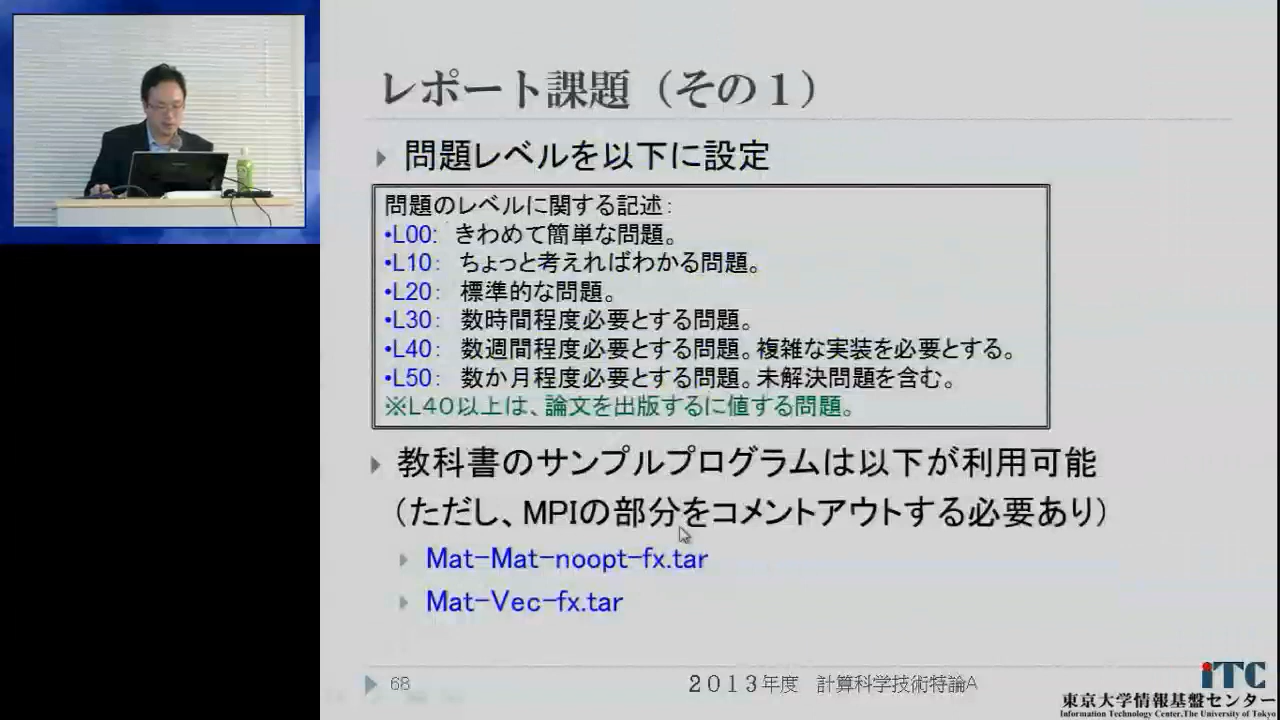 レポート課題（その１）
問題レベルを以下に設定
問題のレベルに関する記述：
•L00： きわめて簡単な問題。
•L10： ちょっと考えればわかる問題。
•L20： 標準的な問題。
•L30： 数時間程度必要とする問題。
•L40： 数週間程度必要とする問題。複雑な実装を必要とする。
•L50： 数か月程度必要とする問題。未解決問題を含む。
※L４０以上は、論文を出版するに値する問題。
教科書のサンプルプログラムは以下が利用可能
（ただし、MPIの部分をコメントアウトする必要あり）
Mat-Mat-noopt-fx.tar
Mat-Vec-fx.tar
68
２０１３年度 計算科学技術特論A
iTC
東京大学情報基盤センター
Information Technology Center,The University of Tokyo